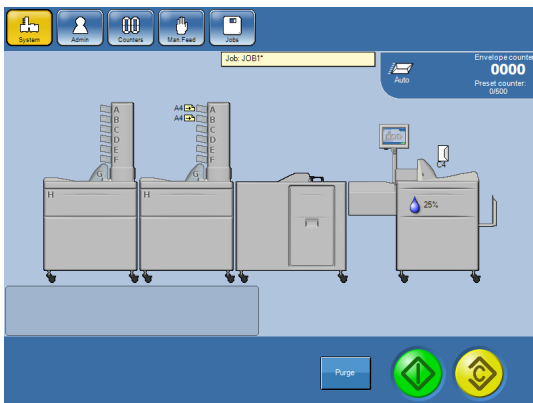 System
Admin
Counters
Man.Feed
Jobs
Job: JOB1*
Auto
Envelope counter
0000
Preset counter:
0/500
A
B
C
D
E
F
G
H
A4
A4
A
B
C
D
E
F
G
H
C4
25%
Purge
C